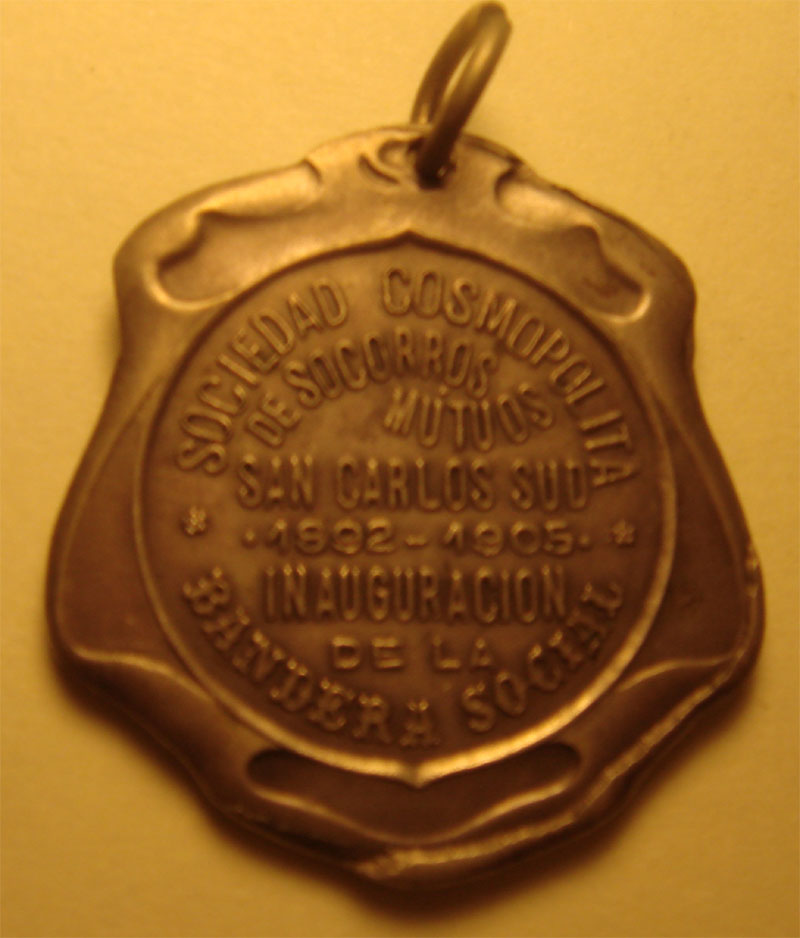 SOCIEDAD COSMOPOLITA
DE SOCORROS
MÚTUOS
SAN CARLOS SUD
* ·1892-1905· *
INAUGURACION
DE LA
BANDERA SOCIAL